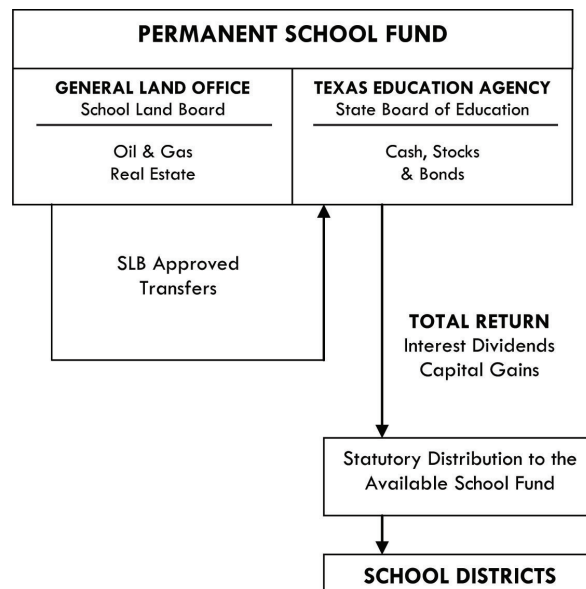 PERMANENT SCHOOL FUND
GENERAL LAND OFFICE
School Land Board
Oil & Gas
Real Estate
TEXAS EDUCATION AGENCY
State Board of Education
Cash, Stocks
& Bonds
SLB Approved
Transfers
TOTAL RETURN
Interest Dividends
Capital Gains
Statutory Distribution to the
Available School Fund
SCHOOL DISTRICTS